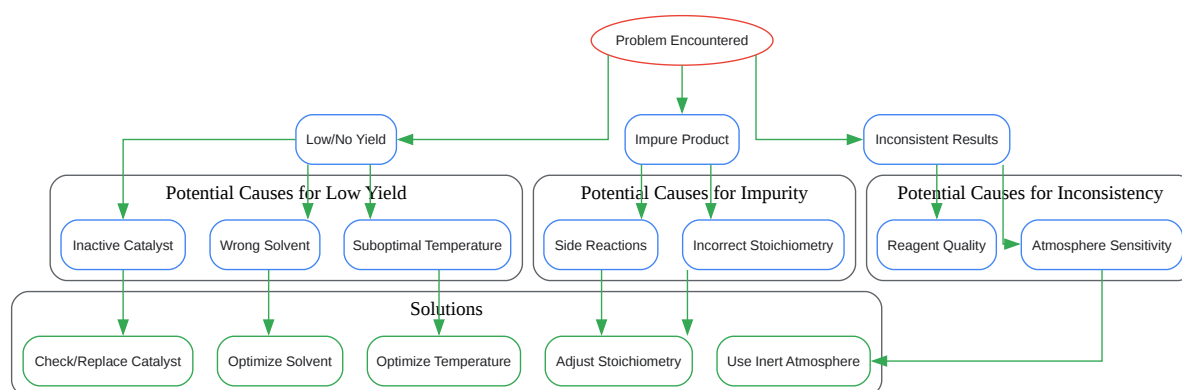 Problem Encountered
Low/No Yield
Impure Product
Inconsistent Results
Potential Causes for Low Yield
Potential Causes for Impurity
Potential Causes for Inconsistency
Inactive Catalyst
Wrong Solvent
Suboptimal Temperature
Side Reactions
Incorrect Stoichiometry
Reagent Quality
Atmosphere Sensitivity
Solutions
Check/Replace Catalyst
Optimize Solvent
Optimize Temperature
Adjust Stoichiometry
Use Inert Atmosphere